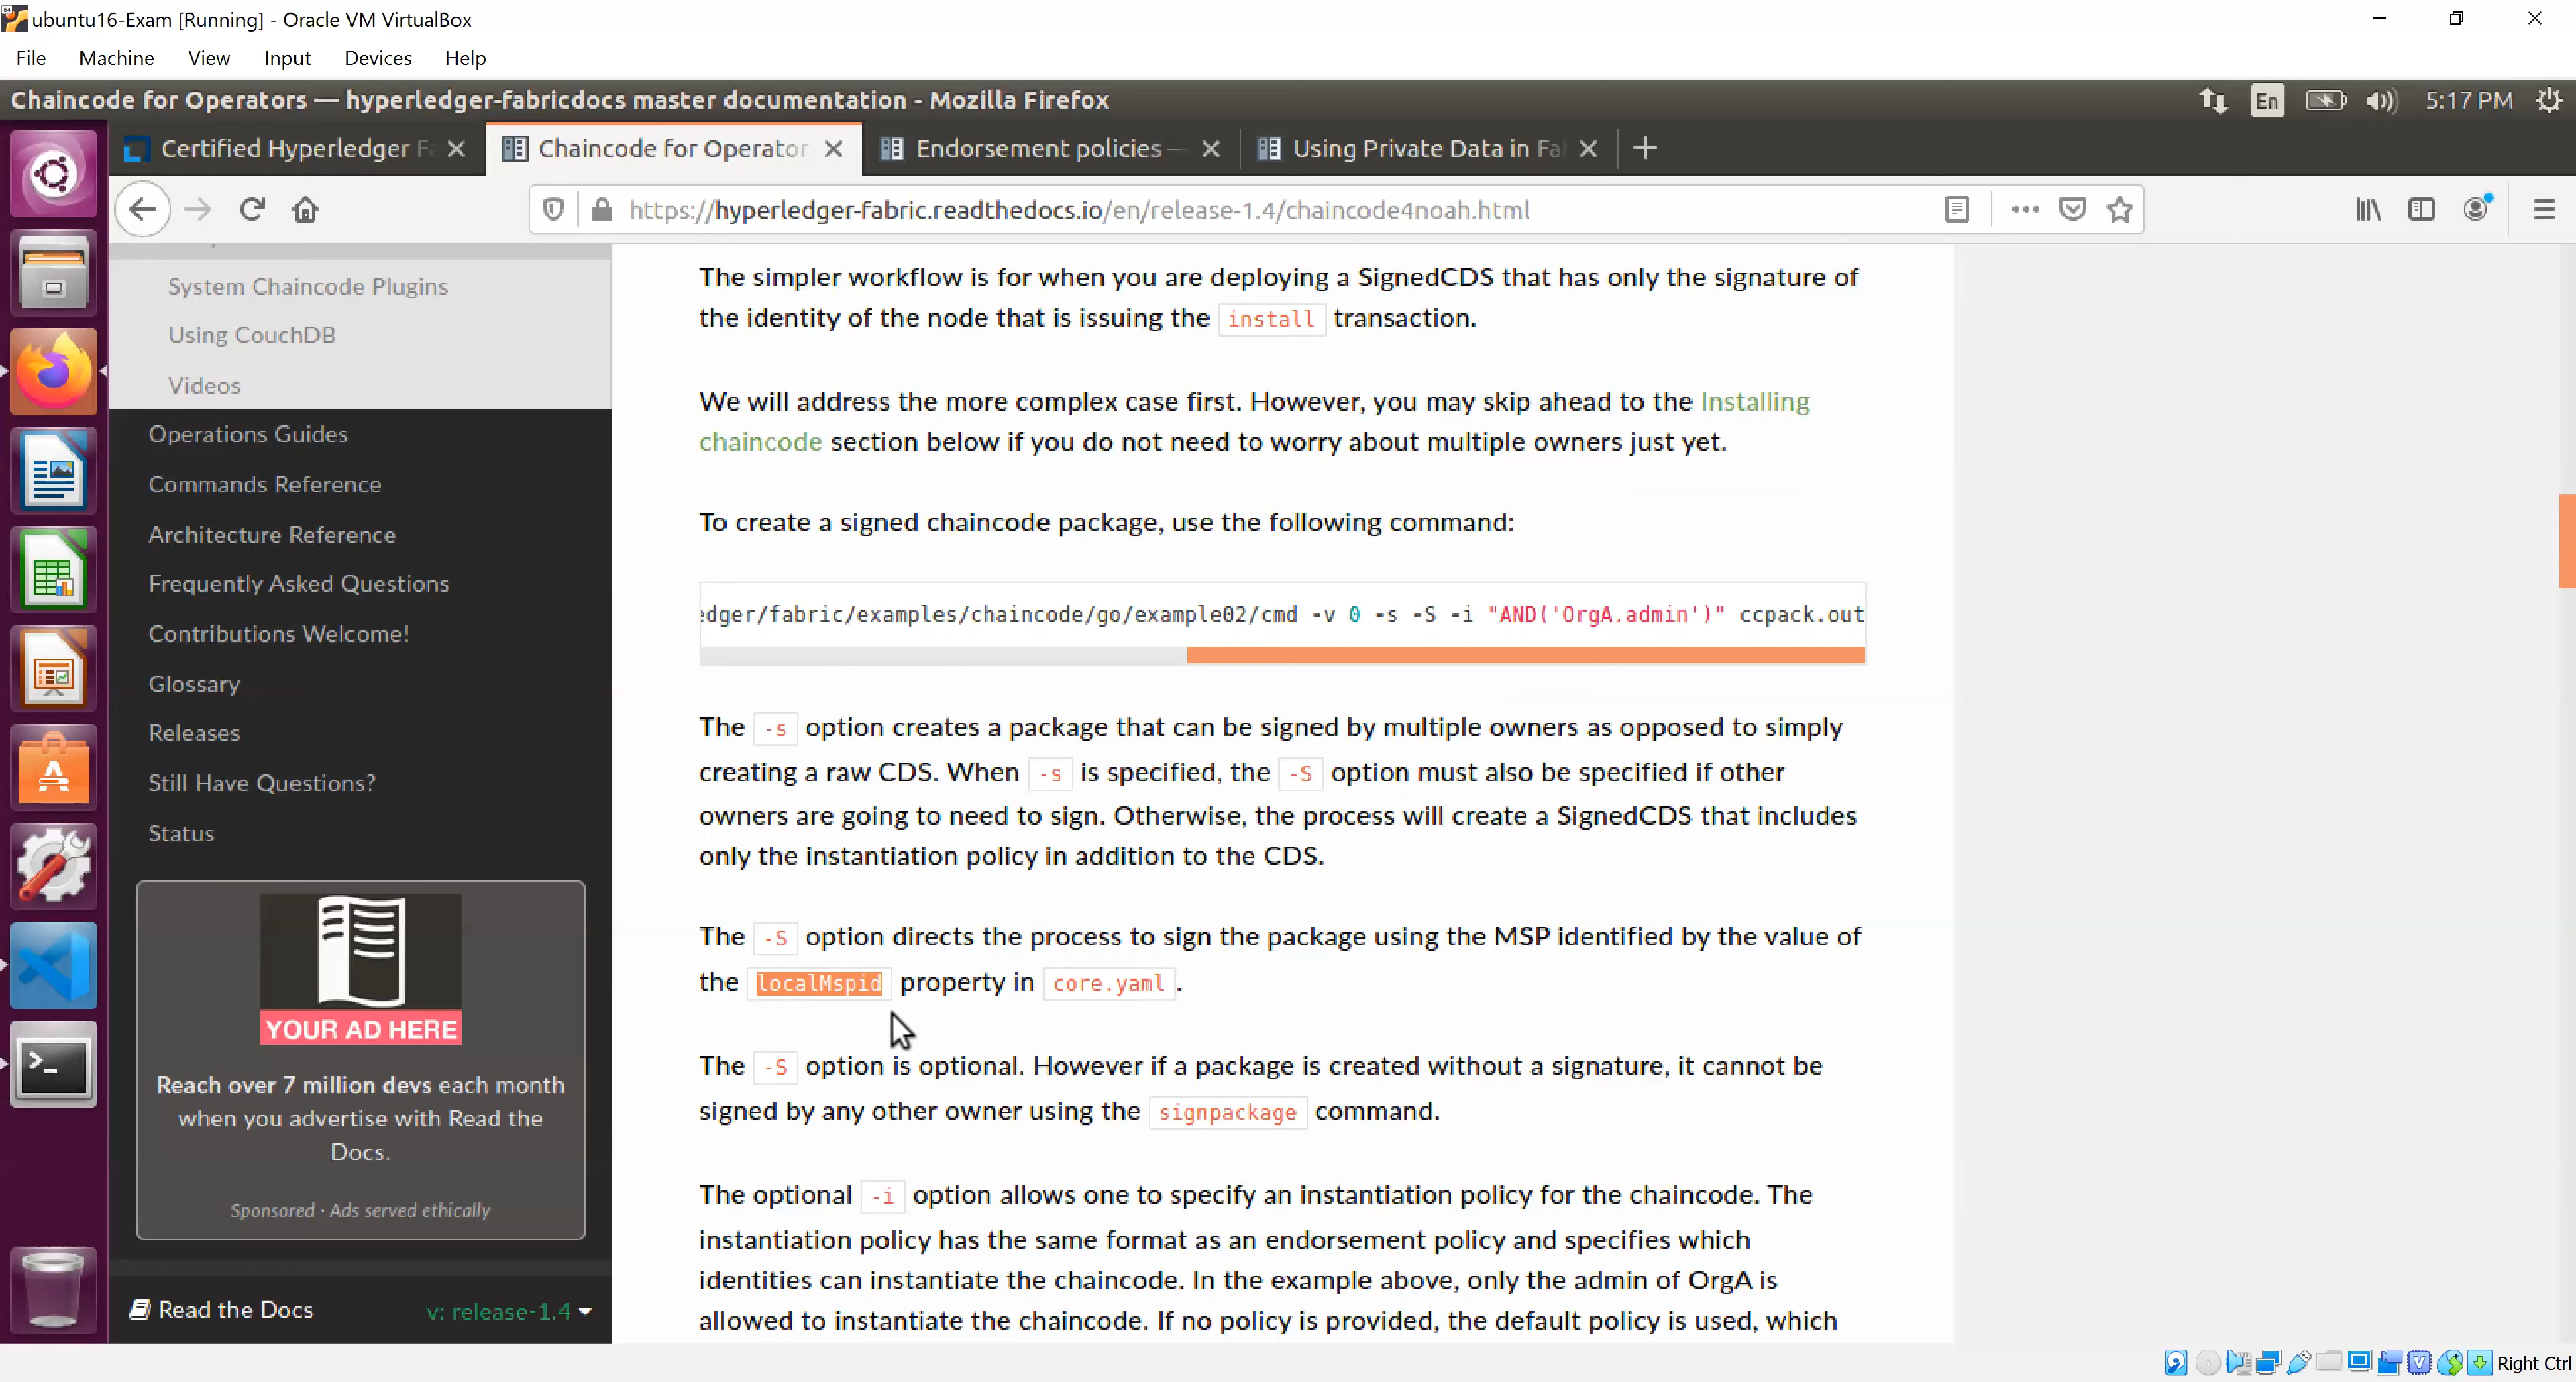 ubuntu16-Exam [Running] - Oracle VM VirtualBox
File Machine View Input Devices Help
Chaincode for Operators — hyperledger-fabricdocs master documentation - Mozilla Firefox
En
5:17 PM
Certified Hyperledger Fa
Chaincode for Operator
Endorsement policies —
Using Private Data in Fa
https://hyperledger-fabric.readthedocs.io/en/release-1.4/chaincode4noah.html
System Chaincode Plugins
Using CouchDB
Videos
Operations Guides
Commands Reference
Architecture Reference
Frequently Asked Questions
Contributions Welcome!
Glossary
Releases
Still Have Questions?
Status
YOUR AD HERE
Reach over 7 million devs each month
when you advertise with Read the
Docs.
Sponsored · Ads served ethically
Read the Docs
v: release-1.4
The simpler workflow is for when you are deploying a SignedCDS that has only the signature of
the identity of the node that is issuing the install transaction.
We will address the more complex case first. However, you may skip ahead to the Installing
chaincode section below if you do not need to worry about multiple owners just yet.
To create a signed chaincode package, use the following command:
edger/fabric/examples/chaincode/go/example02/cmd -v 0 -s -S -i "AND('OrgA.admin')" ccpack.out
The -s option creates a package that can be signed by multiple owners as opposed to simply
creating a raw CDS. When -s is specified, the -S option must also be specified if other
owners are going to need to sign. Otherwise, the process will create a SignedCDS that includes
only the instantiation policy in addition to the CDS.
The -S option directs the process to sign the package using the MSP identified by the value of
the localMspid property in core.yaml.
The -S option is optional. However if a package is created without a signature, it cannot be
signed by any other owner using the signpackage command.
The optional -i option allows one to specify an instantiation policy for the chaincode. The
instantiation policy has the same format as an endorsement policy and specifies which
identities can instantiate the chaincode. In the example above, only the admin of OrgA is
allowed to instantiate the chaincode. If no policy is provided, the default policy is used, which
Right Ctrl